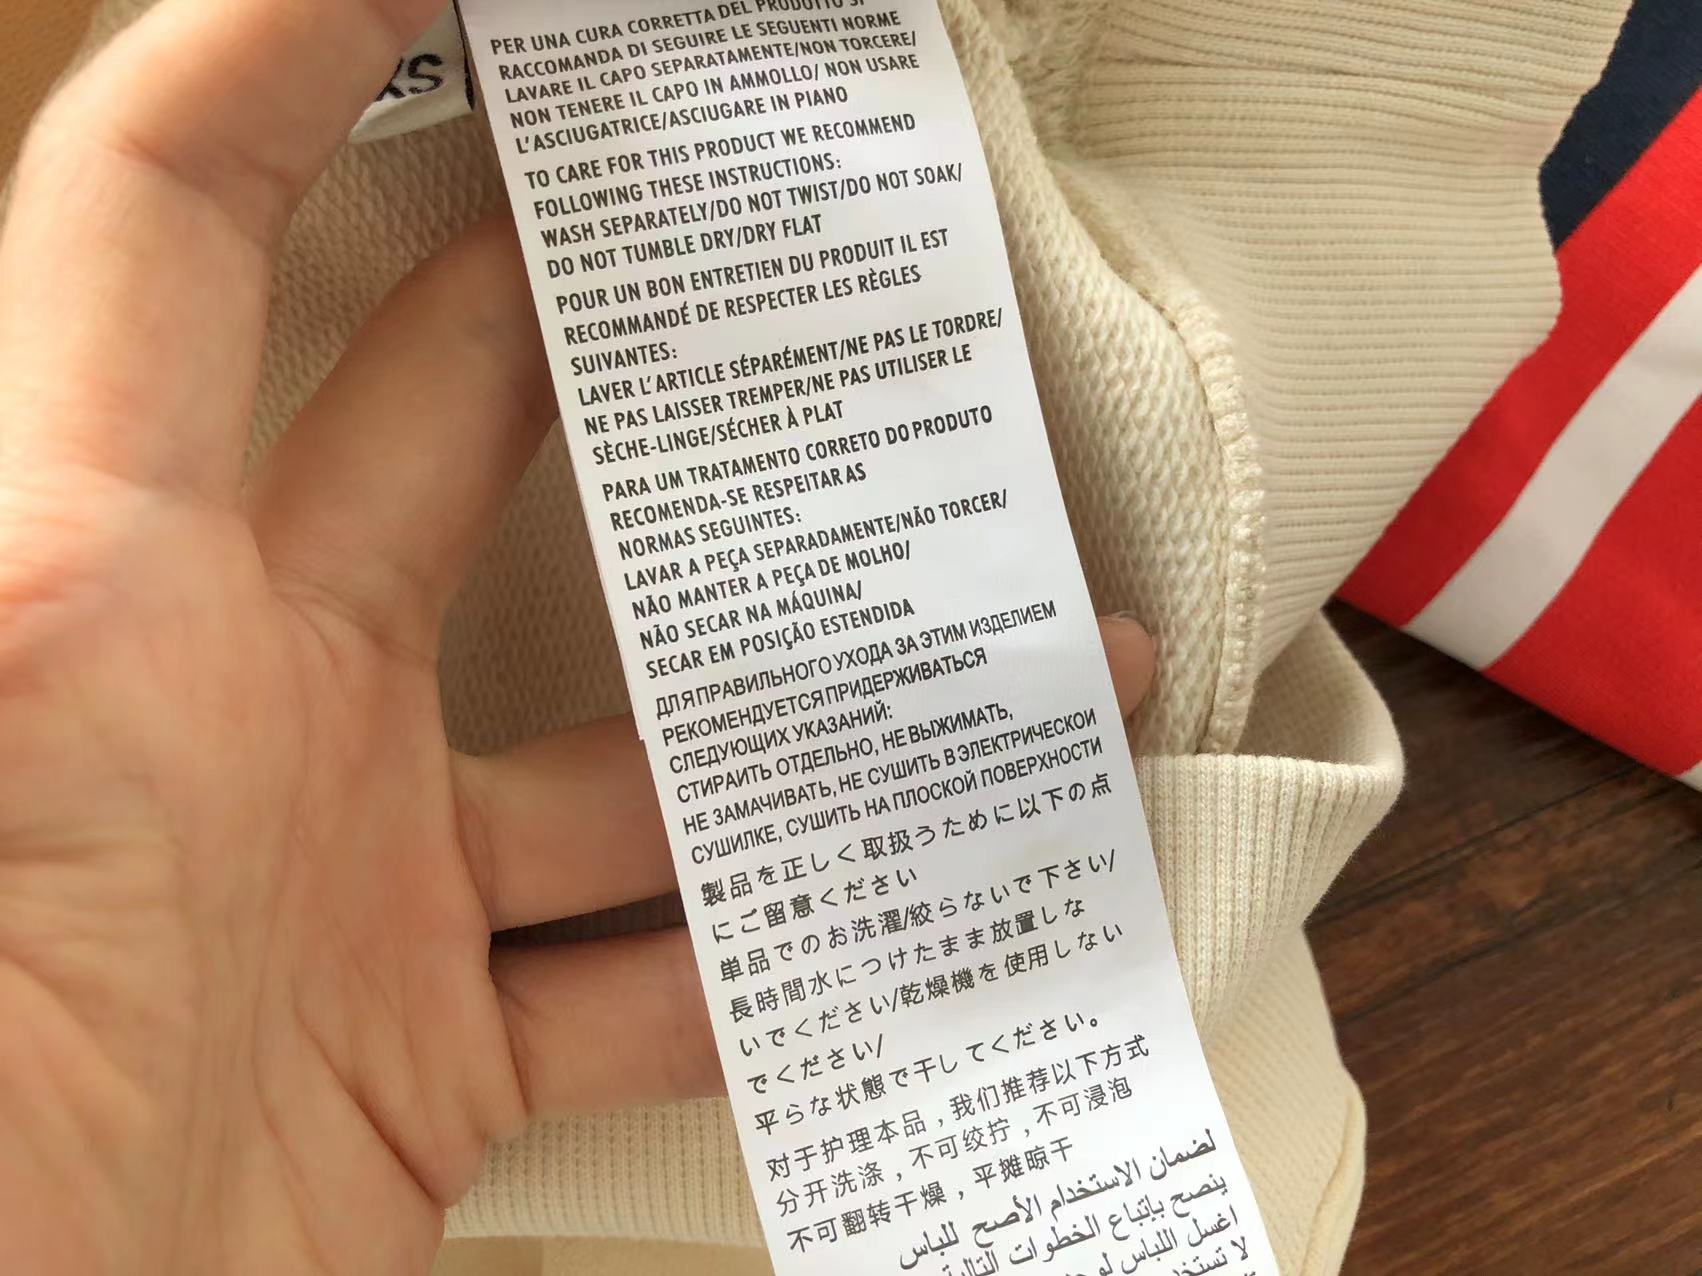 XS
PER UNA CURA CORRETTA DEL PRODOTTO SI
RACCOMANDA DI SEGUIRE LE SEGUENTI NORME
LAVARE IL CAPO SEPARATAMENTE/NON TORCERE/
NON TENERE IL CAPO IN AMMOLLO/ NON USARE
L'ASCIUGATRICE/ASCIUGARE IN PIANO
TO CARE FOR THIS PRODUCT WE RECOMMEND
FOLLOWING THESE INSTRUCTIONS:
WASH SEPARATELY/DO NOT TWIST/DO NOT SOAK/
DO NOT TUMBLE DRY/DRY FLAT
POUR UN BON ENTRETIEN DU PRODUIT IL EST
RECOMMANDÉ DE RESPECTER LES RÈGLES
SUIVANTES:
LAVER L'ARTICLE SÉPARÉMENT/NE PAS LE TORDRE/
NE PAS LAISSER TREMPER/NE PAS UTILISER LE
SÈCHE-LINGE/SÉCHER À PLAT
PARA UM TRATAMENTO CORRETO DO PRODUTO
RECOMENDA-SE RESPEITAR AS
NORMAS SEGUINTES:
LAVAR A PEÇA SEPARADAMENTE/NÃO TORCER/
NÃO MANTER A PEÇA DE MOLHO/
NÃO SECAR NA MÁQUINA/
SECAR EM POSIÇÃO ESTENDIDA
ДЛЯ ПРАВИЛЬНОГО УХОДА ЗА ЭТИМ ИЗДЕЛИЕМ
РЕКОМЕНДУЕТСЯ ПРИДЕРЖИВАТЬСЯ
СЛЕДУЮЩИХ УКАЗАНИЙ:
СТИРАИТЬ ОТДЕЛЬНО, НЕ ВЫЖИМАТЬ,
НЕ ЗАМАЧИВАТЬ, НЕ СУШИТЬ В ЭЛЕКТРИЧЕСКОИ
СУШИЛКЕ, СУШИТЬ НА ПЛОСКОЙ ПОВЕРХНОСТИ
製品を正しく取扱うために以下の点
にご留意ください
単品でのお洗濯/絞らないで下さい/
長時間水につけたまま放置しな
いでください/乾燥機を使用しない
でください/
平らな状態で干してください。
对于护理本品，我们推荐以下方式
分开洗涤，不可绞拧，不可浸泡
不可翻转干燥，平摊晾干
لضمان الاستخدام الأصح للباس
ينصح بإتباع الخطوات التالية
اغسل اللباس لو
لا تستخد